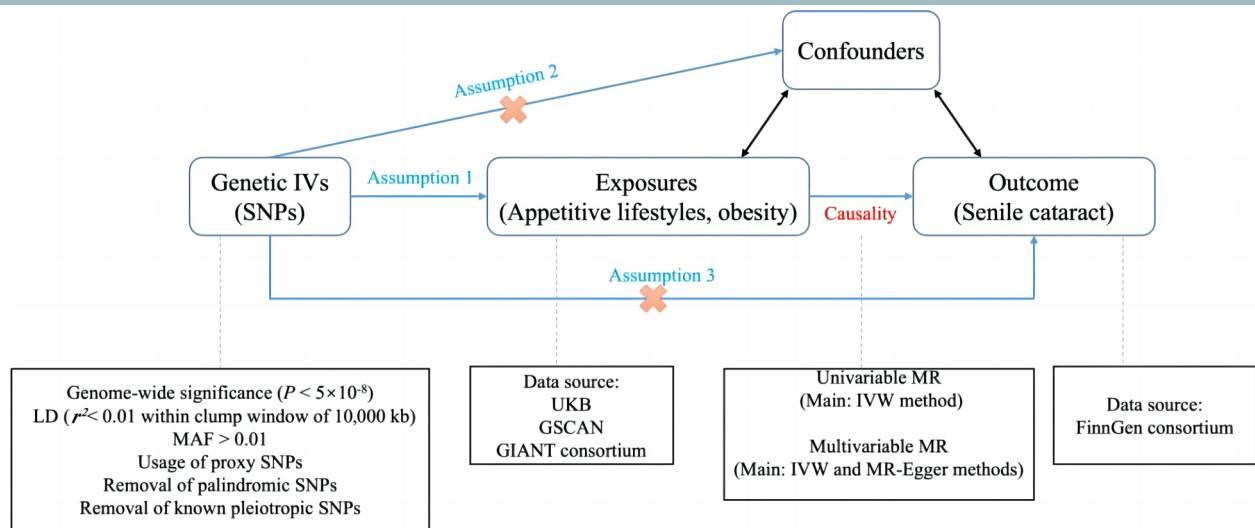 Confounders
Assumption 2
Genetic IVs
(SNPs)
Assumption 1
Exposures
(Appetitive lifestyles, obesity)
Causality
Outcome
(Senile cataract)
Assumption 3
Genome-wide significance (P < 5×10⁻⁸)
LD (r²< 0.01 within clump window of 10,000 kb)
MAF > 0.01
Usage of proxy SNPs
Removal of palindromic SNPs
Removal of known pleiotropic SNPs
Data source:
UKB
GSCAN
GIANT consortium
Univariable MR
(Main: IVW method)
Multivariable MR
(Main: IVW and MR-Egger methods)
Data source:
FinnGen consortium